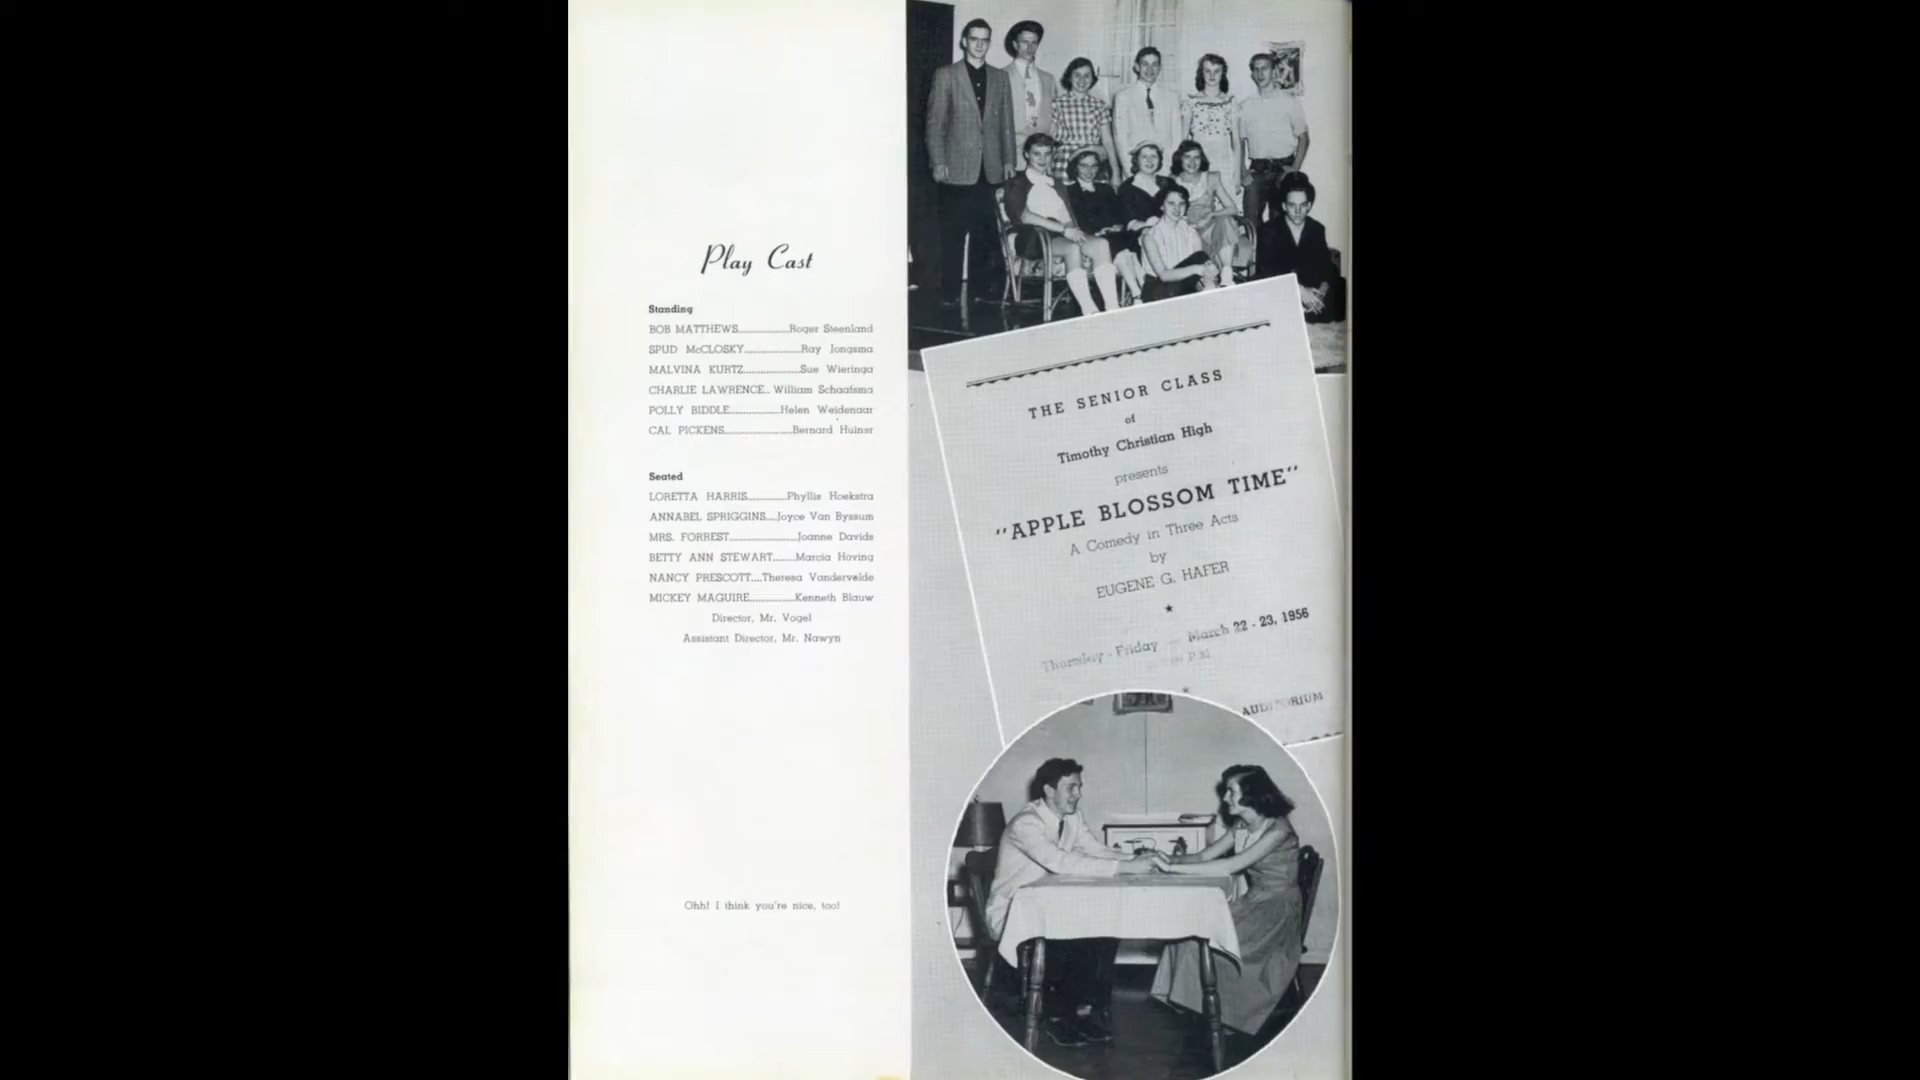 Play Cast
Standing
BOB MATTHEWS..................Roger Steenland
SPUD McCLOSKY....................Ray Jongsma
MALVINA KURTZ....................Sue Wieringa
CHARLIE LAWRENCE.. William Schaafsma
POLLY BIDDLE..................Helen Weidenaar
CAL PICKENS........................Bernard Huiner
Seated
LORETTA HARRIS..............Phyllis Hoekstra
ANNABEL SPRIGGINS....Joyce Van Byssum
MRS. FORREST........................Joanne Davids
BETTY ANN STEWART........Marcia Hoving
NANCY PRESCOTT....Theresa Vandervelde
MICKEY MAGUIRE................Kenneth Blauw
Director, Mr. Vogel
Assistant Director, Mr. Nawyn
Ohh! I think you're nice, too!
THE SENIOR CLASS
of
Timothy Christian High
presents
"APPLE BLOSSOM TIME"
A Comedy in Three Acts
by
EUGENE G. HAFER
Thursday - Friday — March 22 - 23, 1956
P.M.
AUDITORIUM